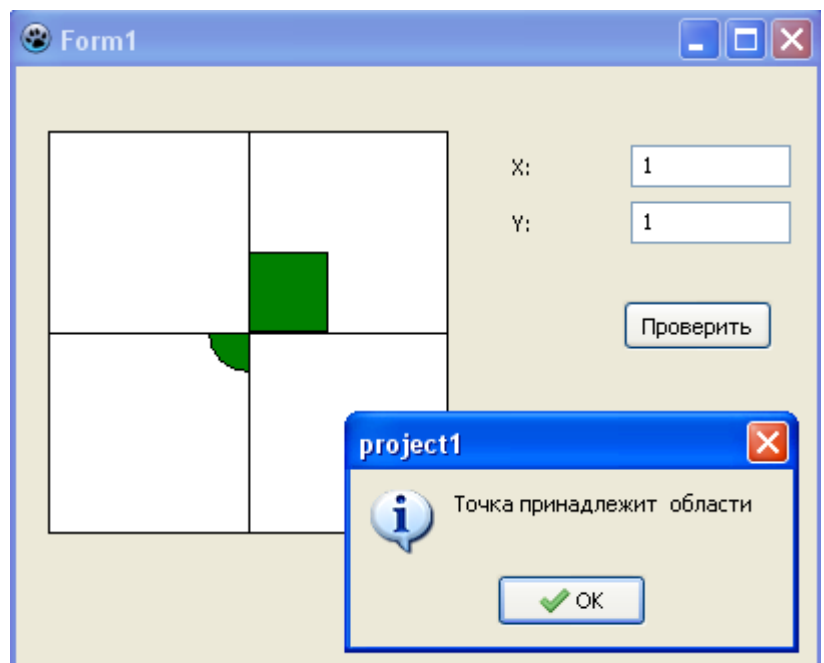 Form1
X: 1
Y: 1
Проверить
project1
Точка принадлежит области
OK